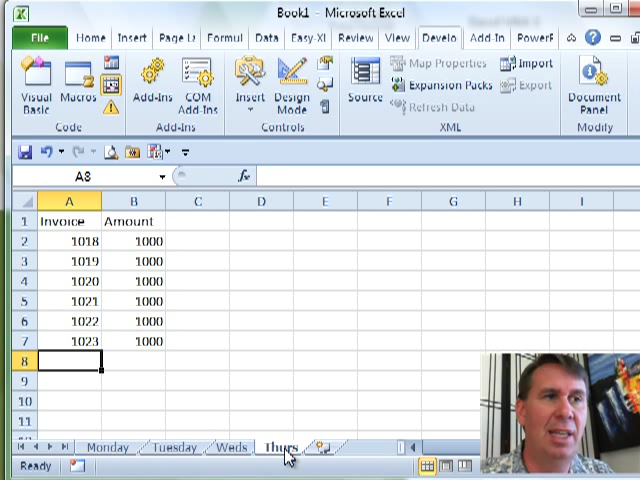 Book1 - Microsoft Excel
File Home Insert Page L Formul Data Easy-Xl Review View Develo Add-In PowerF
Visual Basic Macros Add-Ins COM Add-Ins Insert Design Mode Source Map Properties Import Expansion Packs Export Refresh Data Document Panel
Code Add-Ins Controls XML Modify
A8 fx
A B C D E F G H I
1 Invoice Amount
2 1018 1000
3 1019 1000
4 1020 1000
5 1021 1000
6 1022 1000
7 1023 1000
8
9
10
11
Monday Tuesday Weds Thurs
Ready